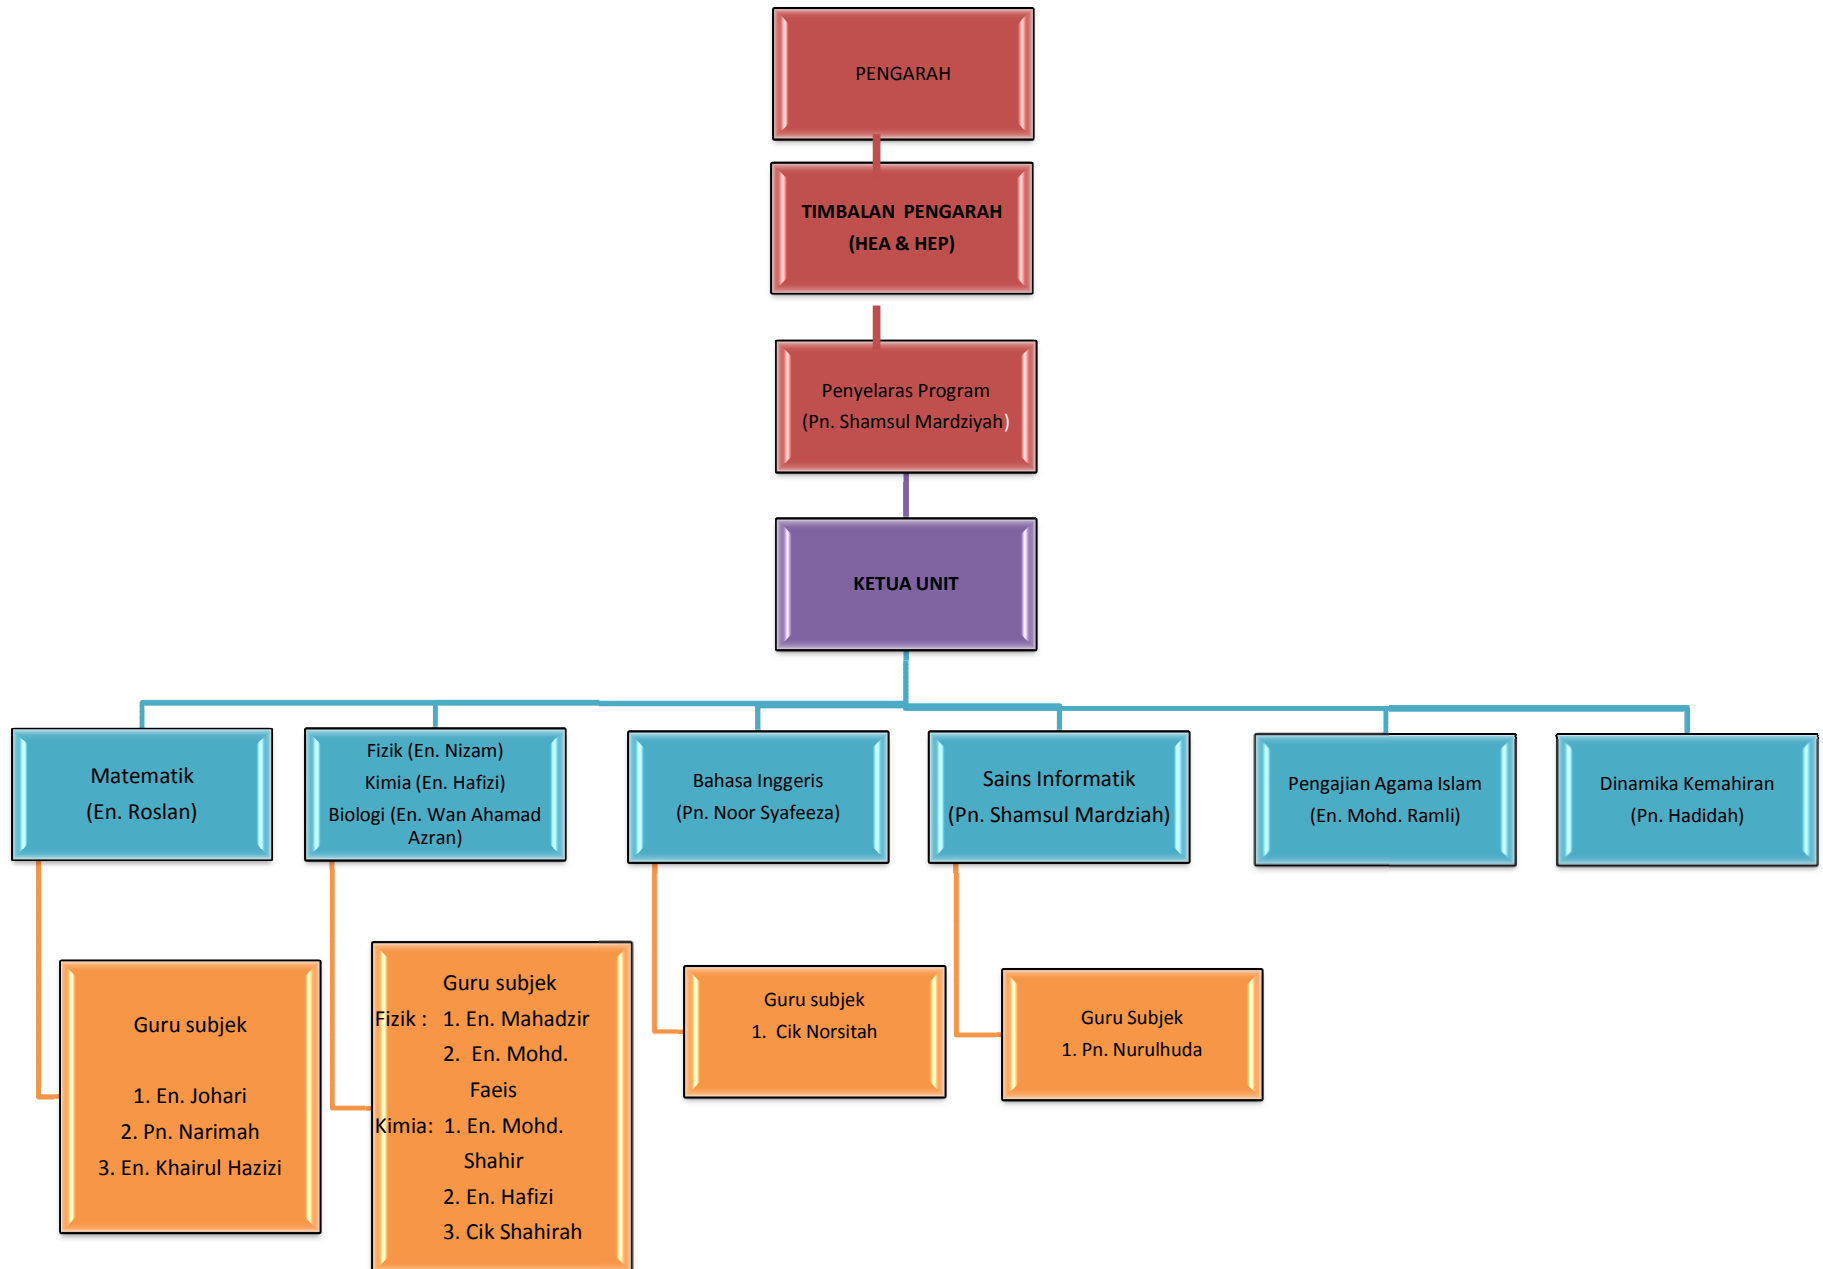 PENGARAH
TIMBALAN PENGARAH
(HEA & HEP)
Penyelaras Program
(Pn. Shamsul Mardziyah)
KETUA UNIT
Matematik
(En. Roslan)
Fizik (En. Nizam)
Kimia (En. Hafizi)
Biologi (En. Wan Ahamad
Azran)
Bahasa Inggeris
(Pn. Noor Syafeeza)
Sains Informatik
(Pn. Shamsul Mardziah)
Pengajian Agama Islam
(En. Mohd. Ramli)
Dinamika Kemahiran
(Pn. Hadidah)
Guru subjek
1. En. Johari
2. Pn. Narimah
3. En. Khairul Hazizi
Guru subjek
Fizik : 1. En. Mahadzir
2. En. Mohd.
Faeis
Kimia: 1. En. Mohd.
Shahir
2. En. Hafizi
3. Cik Shahirah
Guru subjek
1. Cik Norsitah
Guru Subjek
1. Pn. Nurulhuda